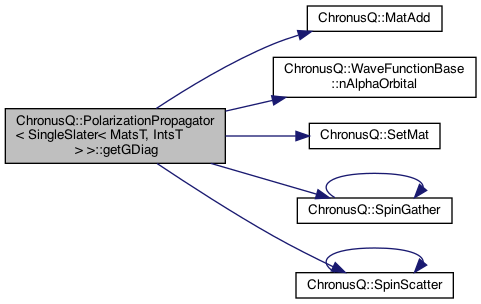 ChronusQ::MatAdd
ChronusQ::WaveFunctionBase
::nAlphaOrbital
ChronusQ::PolarizationPropagator
< SingleSlater< MatsT, IntsT
> >::getGDiag
ChronusQ::SetMat
ChronusQ::SpinGather
ChronusQ::SpinScatter